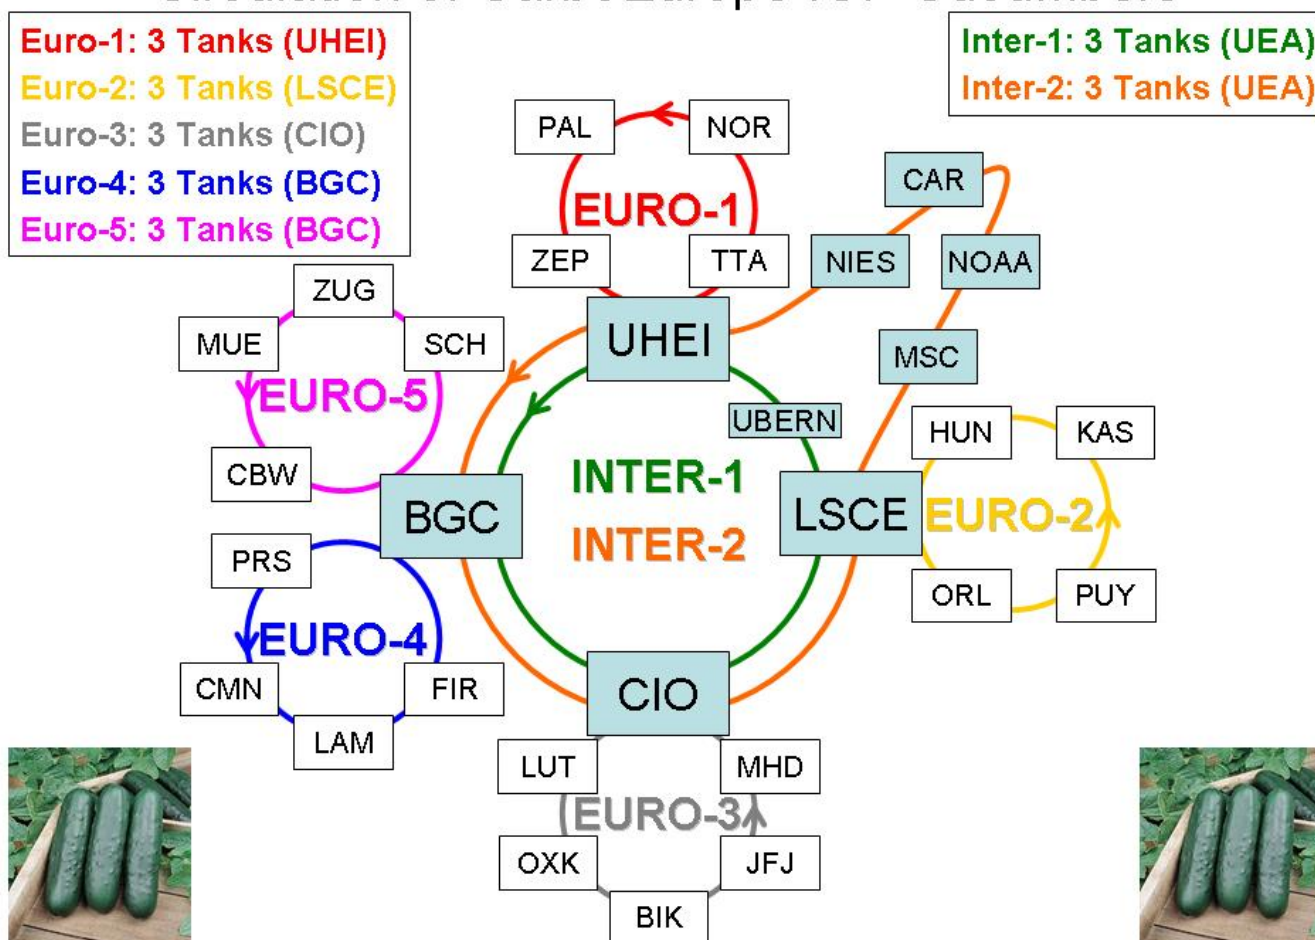 Euro-1: 3 Tanks (UHEI)
Euro-2: 3 Tanks (LSCE)
Euro-3: 3 Tanks (CIO)
Euro-4: 3 Tanks (BGC)
Euro-5: 3 Tanks (BGC)
Inter-1: 3 Tanks (UEA)
Inter-2: 3 Tanks (UEA)
PAL
NOR
EURO-1
ZEP
TTA
CAR
NIES
NOAA
MSC
ZUG
MUE
SCH
EURO-5
CBW
UHEI
UBERN
HUN
KAS
INTER-1
INTER-2
BGC
LSCE
EURO-2
ORL
PUY
PRS
EURO-4
CMN
FIR
LAM
CIO
LUT
MHD
EURO-3
OXK
JFJ
BIK